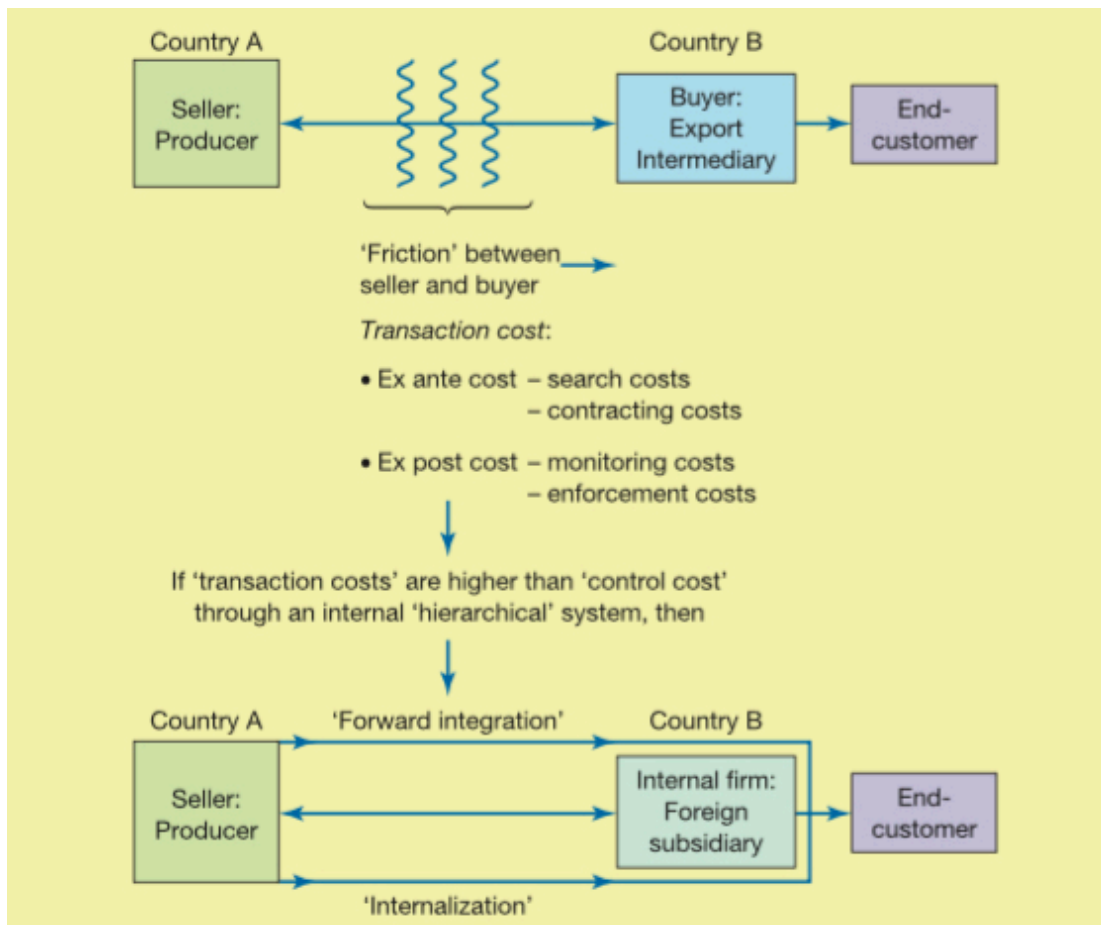 Country A
Country B
Seller:
Producer
Buyer:
Export
Intermediary
End-
customer
‘Friction’ between
seller and buyer
Transaction cost:
• Ex ante cost – search costs
– contracting costs
• Ex post cost – monitoring costs
– enforcement costs
If ‘transaction costs’ are higher than ‘control cost’
through an internal ‘hierarchical’ system, then
Country A
‘Forward integration’
Country B
Seller:
Producer
Internal firm:
Foreign
subsidiary
End-
customer
‘Internalization’